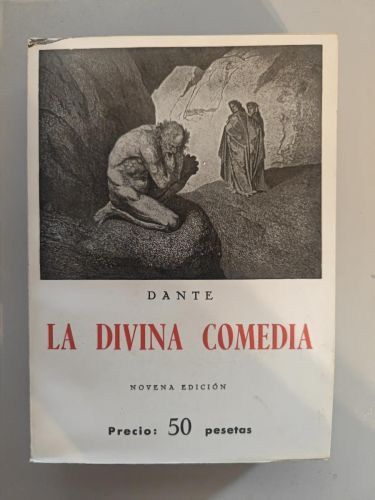 DANTE
LA DIVINA COMEDIA
NOVENA EDICIÓN
Precio: 50 pesetas